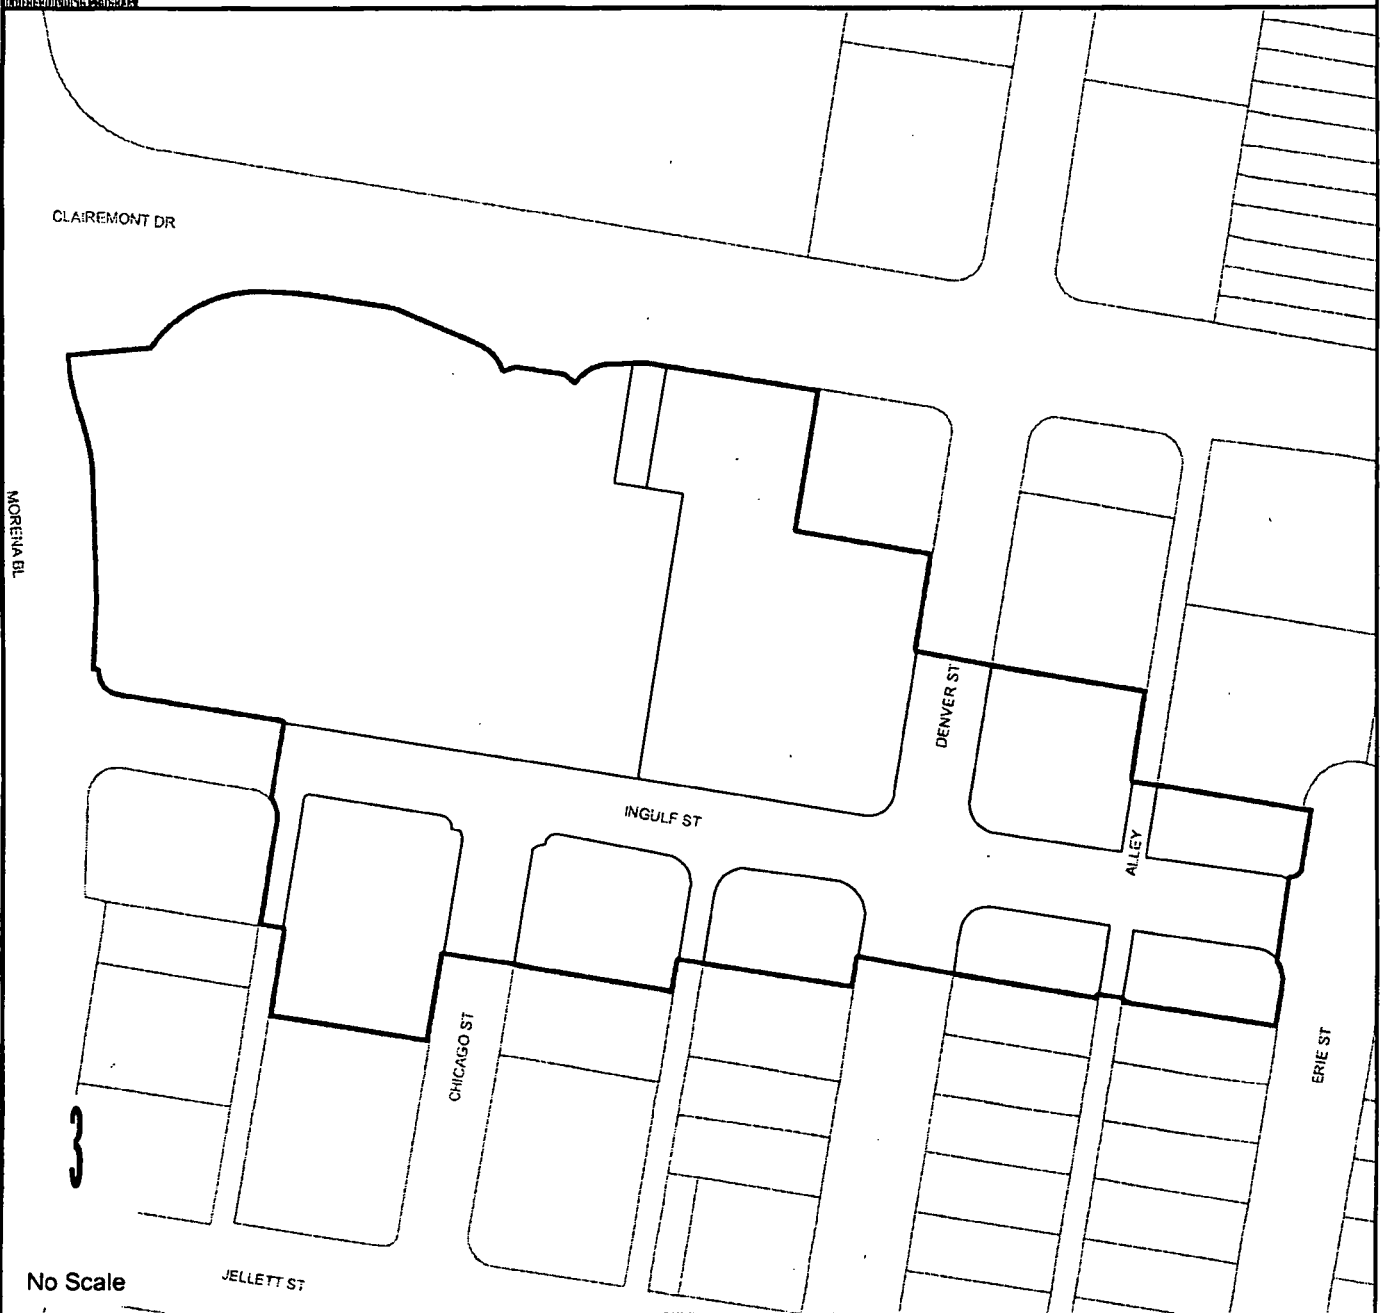 CLAIREMONT DR
MORENA BL
DENVER ST
INGULF ST
ALLEY
CHICAGO ST
ERIE ST
No Scale
JELLETT ST